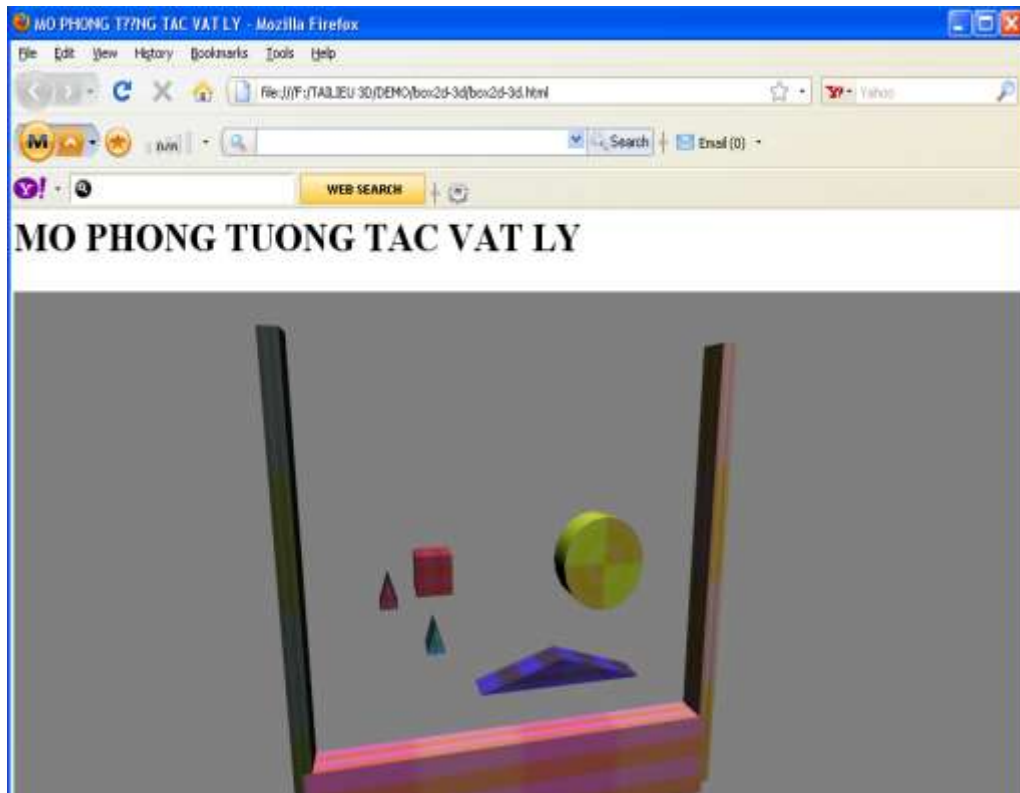 MO PHONG T??NG TAC VAT LY - Mozilla Firefox
File Edit View History Bookmarks Tools Help
file:///F:/TAILIEU 3D/DEMO/box2d-3d/box2d-3d.html Yahoo
M Search Email (0)
Y! WEB SEARCH
MO PHONG TUONG TAC VAT LY